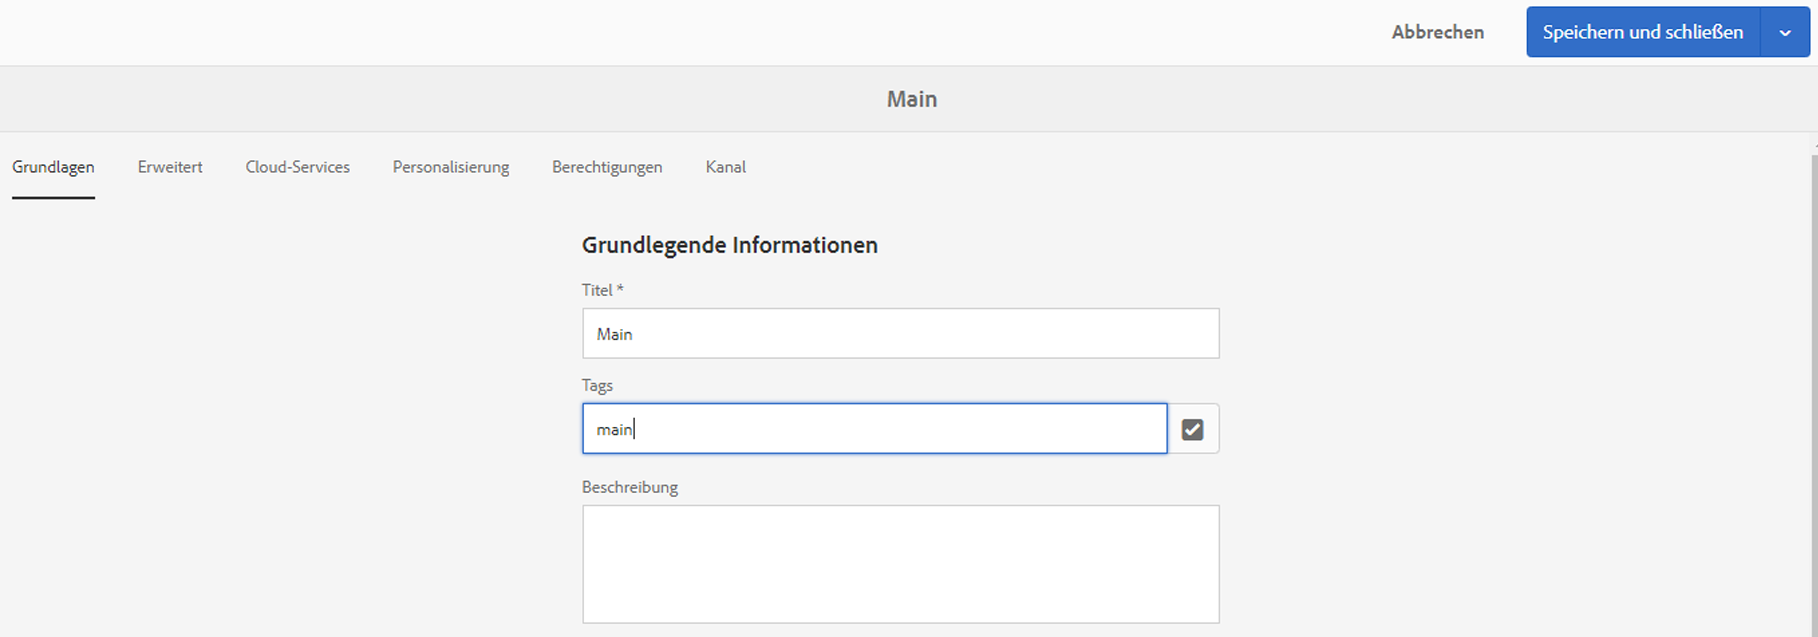 Abbrechen
Speichern und schließen
Main
Grundlagen
Erweitert
Cloud-Services
Personalisierung
Berechtigungen
Kanal
Grundlegende Informationen
Titel *
Main
Tags
main
Beschreibung